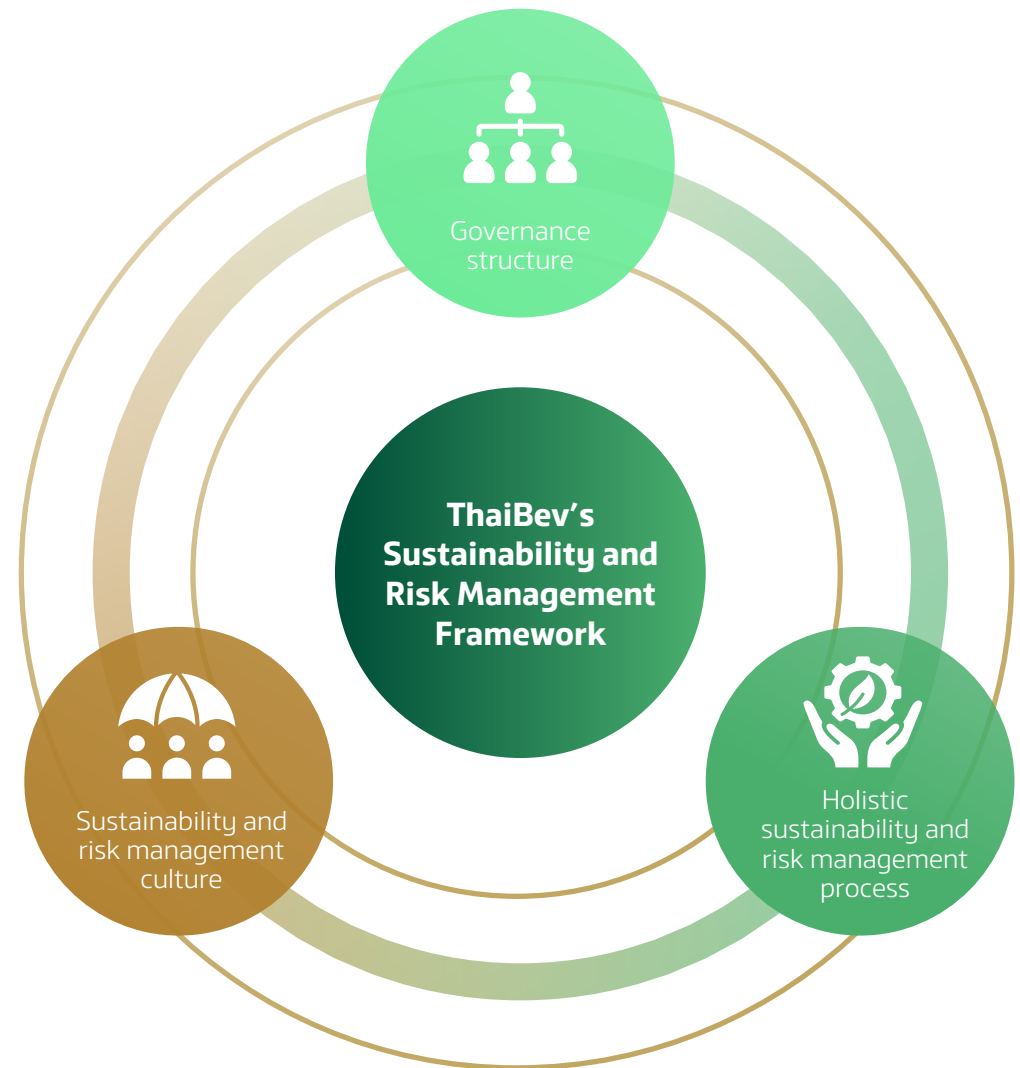 Governance
structure
ThaiBev’s
Sustainability and
Risk Management
Framework
Sustainability and
risk management
culture
Holistic
sustainability and
risk management
process